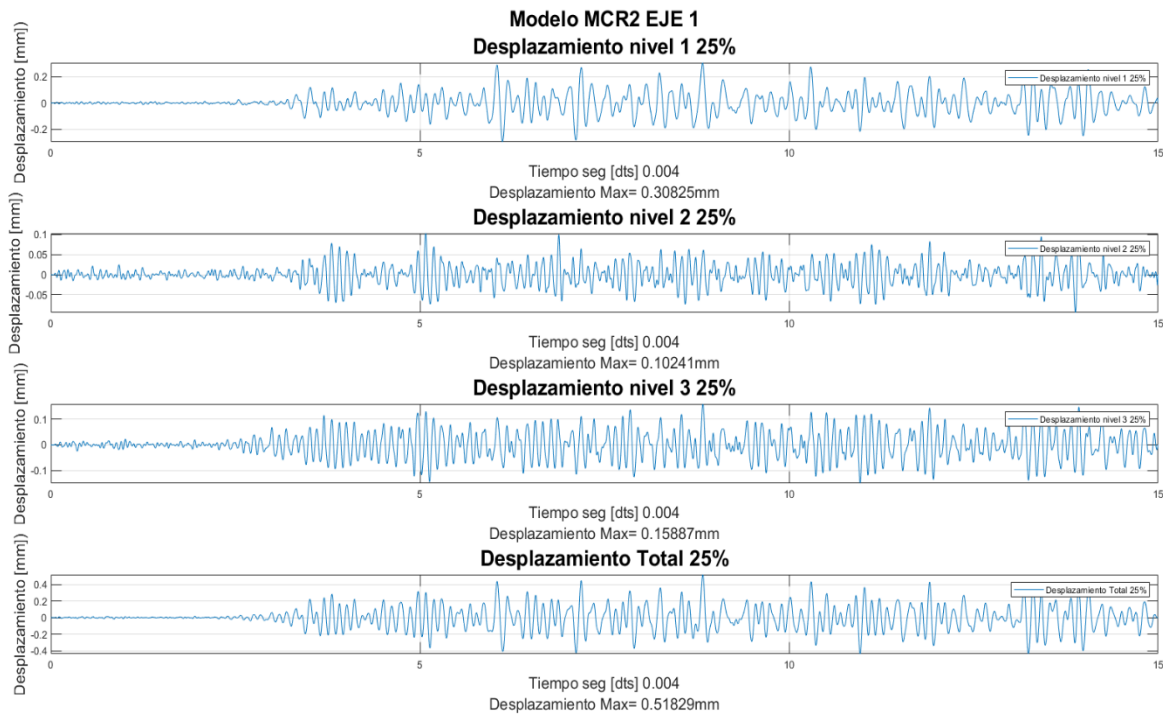 Modelo MCR2 EJE 1
Desplazamiento nivel 1 25%
Desplazamiento [mm])
0.2
0
-0.2
Desplazamiento nivel 1 25%
0
5
10
15
Tiempo seg [dts] 0.004
Desplazamiento Max= 0.30825mm
Desplazamiento nivel 2 25%
Desplazamiento [mm])
0.1
0.05
0
-0.05
Desplazamiento nivel 2 25%
0
5
10
15
Tiempo seg [dts] 0.004
Desplazamiento Max= 0.10241mm
Desplazamiento nivel 3 25%
Desplazamiento [mm])
0.1
0
-0.1
Desplazamiento nivel 3 25%
0
5
10
15
Tiempo seg [dts] 0.004
Desplazamiento Max= 0.15887mm
Desplazamiento Total 25%
Desplazamiento [mm])
0.4
0.2
0
-0.2
-0.4
Desplazamiento Total 25%
0
5
10
15
Tiempo seg [dts] 0.004
Desplazamiento Max= 0.51829mm